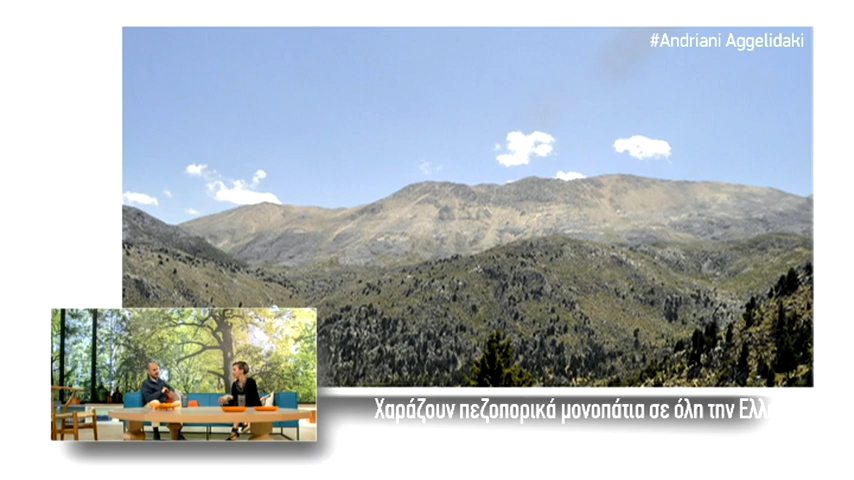 #Andriani Aggelidaki
Χαράζουν πεζοπορικά μονοπάτια σε όλη την